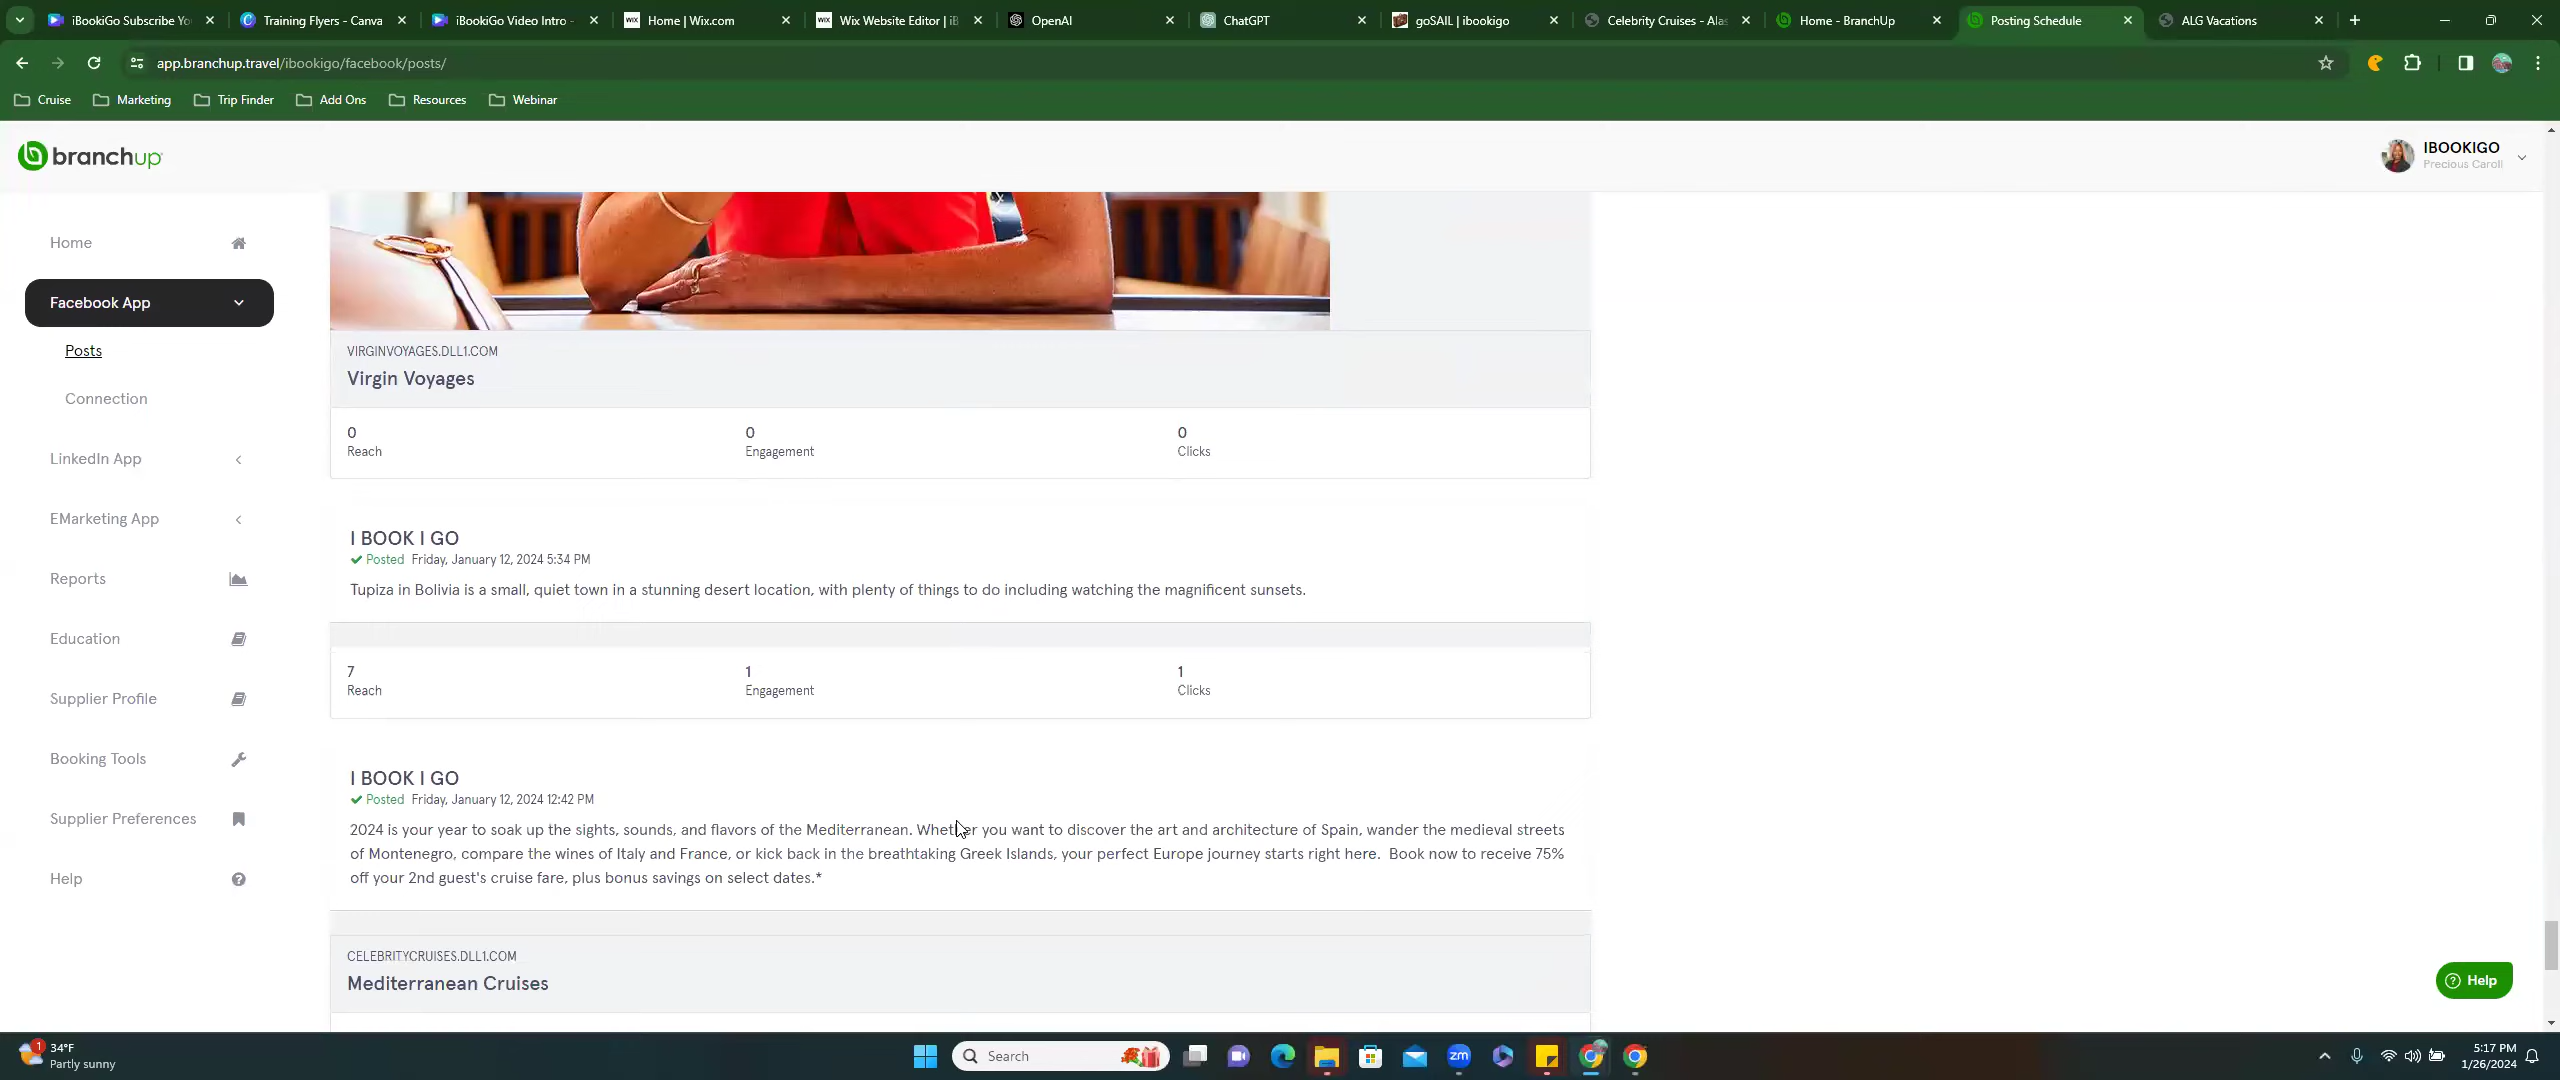 iBookiGo Subscribe Yo
Training Flyers - Canva
iBookiGo Video Intro -
Home | Wix.com
Wix Website Editor | iB
OpenAI
ChatGPT
goSAIL | ibookigo
Celebrity Cruises - Alas
Home - BranchUp
Posting Schedule
ALG Vacations
app.branchup.travel/ibookigo/facebook/posts/
Cruise
Marketing
Trip Finder
Add Ons
Resources
Webinar
branchup
IBOOKIGO
Precious Caroli
Home
Facebook App
Posts
Connection
LinkedIn App
EMarketing App
Reports
Education
Supplier Profile
Booking Tools
Supplier Preferences
Help
VIRGINVOYAGES.DLL1.COM
Virgin Voyages
0 0 0
Reach Engagement Clicks
I BOOK I GO
Posted Friday, January 12, 2024 5:34 PM
Tupiza in Bolivia is a small, quiet town in a stunning desert location, with plenty of things to do including watching the magnificent sunsets.
7 1 1
Reach Engagement Clicks
I BOOK I GO
Posted Friday, January 12, 2024 12:42 PM
2024 is your year to soak up the sights, sounds, and flavors of the Mediterranean. Whether you want to discover the art and architecture of Spain, wander the medieval streets
of Montenegro, compare the wines of Italy and France, or kick back in the breathtaking Greek Islands, your perfect Europe journey starts right here. Book now to receive 75%
off your 2nd guest's cruise fare, plus bonus savings on select dates.*
CELEBRITYCRUISES.DLL1.COM
Mediterranean Cruises
Help
1
34°F
Partly sunny
Search
zm
5:17 PM
1/26/2024